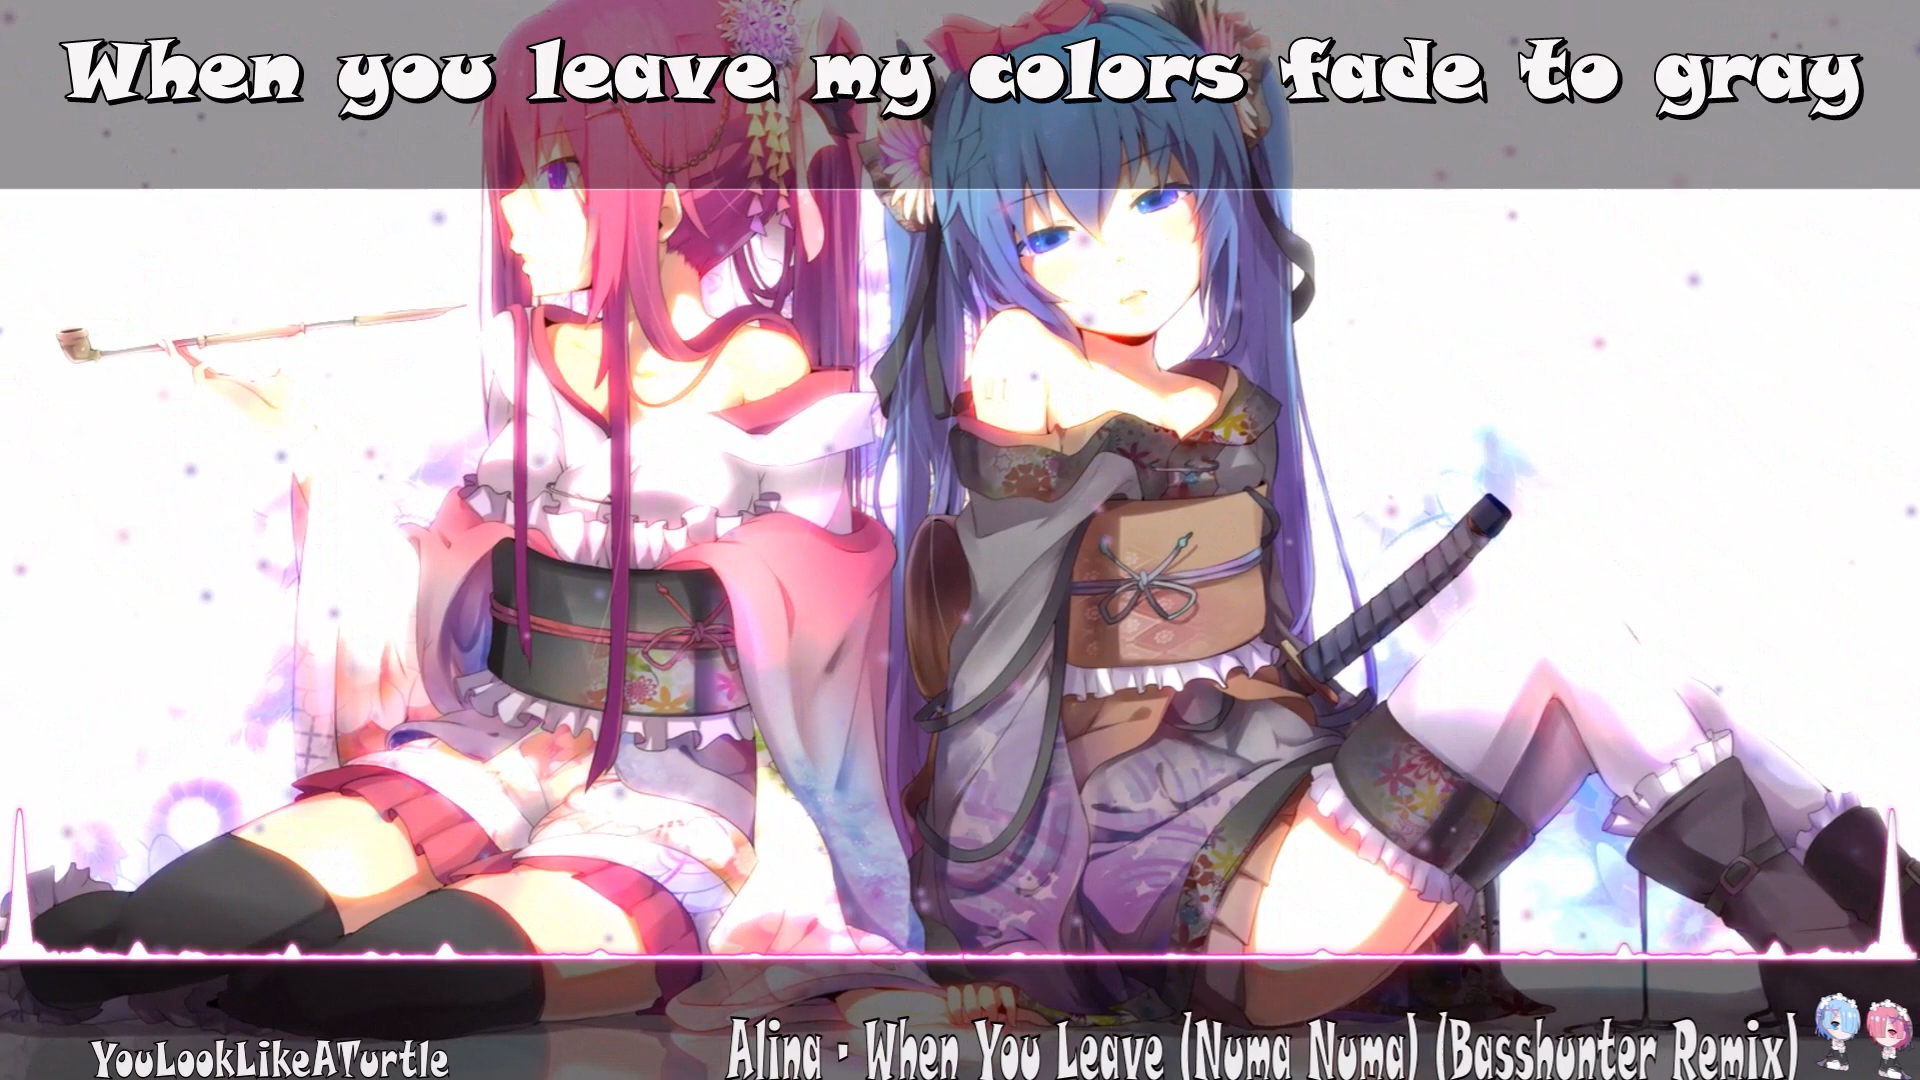 When you leave my colors fade to gray
YouLookLikeATurtle
Alina - When You Leave (Numa Numa) (Basshunter Remix)